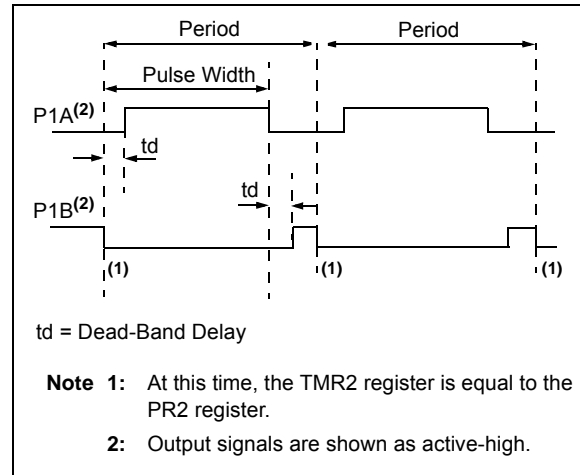 Period Period
Pulse Width
P1A(2)
td
td
P1B(2)
(1) (1) (1)
td = Dead-Band Delay
Note 1: At this time, the TMR2 register is equal to the
PR2 register.
2: Output signals are shown as active-high.